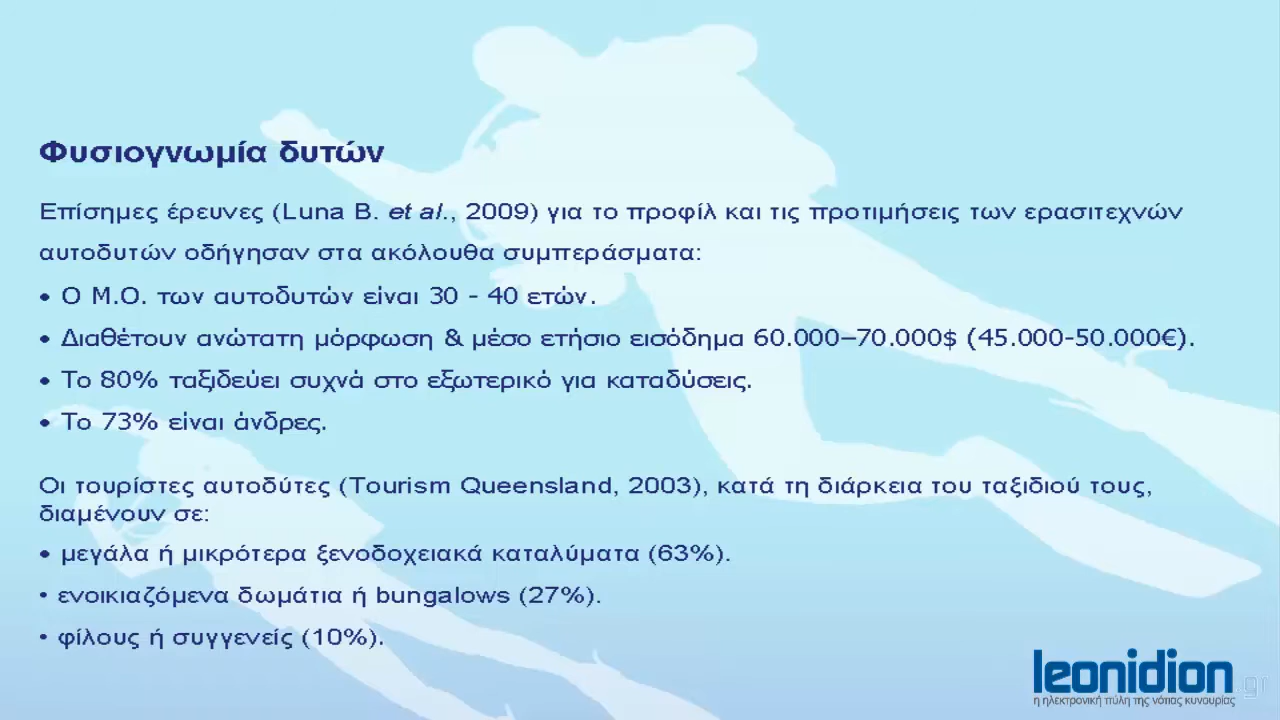 Φυσιογνωμία δυτών
Επίσημες έρευνες (Luna B. et al., 2009) για το προφίλ και τις προτιμήσεις των ερασιτεχνών
αυτοδυτών οδήγησαν στα ακόλουθα συμπεράσματα:
• Ο Μ.Ο. των αυτοδυτών είναι 30 - 40 ετών.
• Διαθέτουν ανώτατη μόρφωση & μέσο ετήσιο εισόδημα 60.000–70.000$ (45.000-50.000€).
• Το 80% ταξιδεύει συχνά στο εξωτερικό για καταδύσεις.
• Το 73% είναι άνδρες.
Οι τουρίστες αυτοδύτες (Tourism Queensland, 2003), κατά τη διάρκεια του ταξιδιού τους,
διαμένουν σε:
• μεγάλα ή μικρότερα ξενοδοχειακά καταλύματα (63%).
• ενοικιαζόμενα δωμάτια ή bungalows (27%).
• φίλους ή συγγενείς (10%).
leonidion.gr
η ηλεκτρονική πύλη της νότιας κυνουρίας